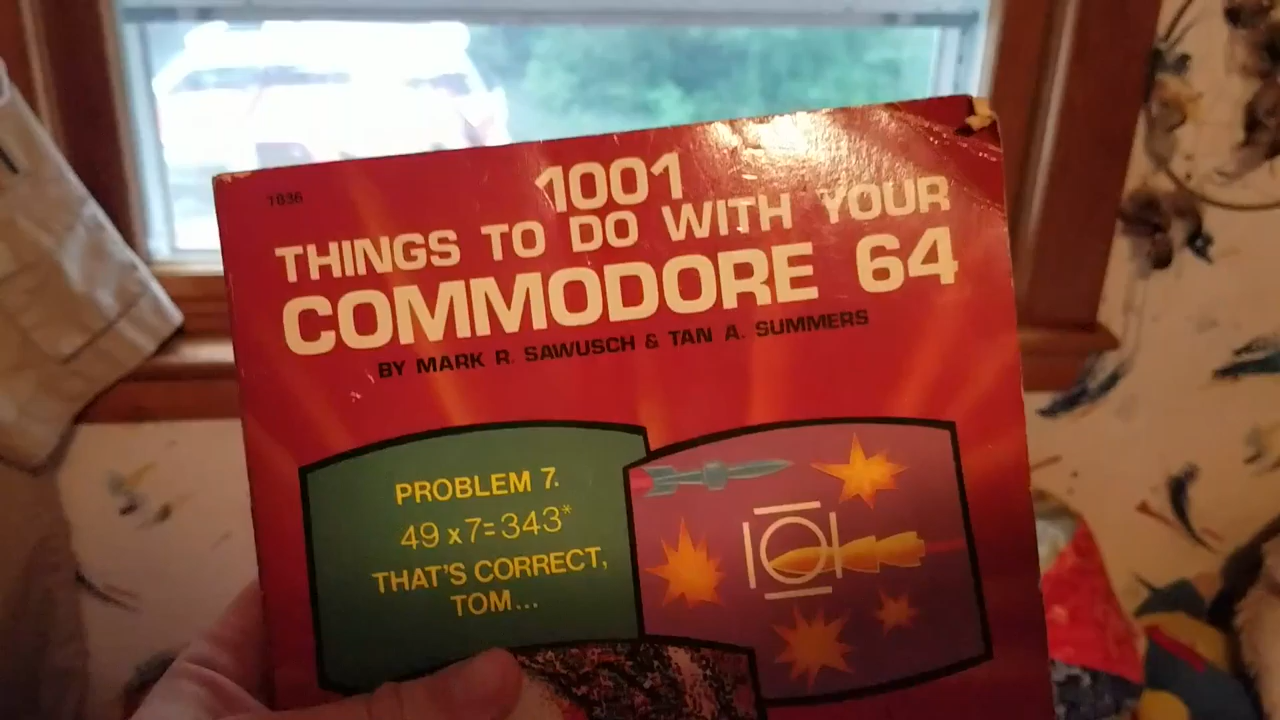 1836
1001
THINGS TO DO WITH YOUR
COMMODORE 64
BY MARK R. SAWUSCH & TAN A. SUMMERS
PROBLEM 7.
49 x 7=343*
THAT'S CORRECT,
TOM...